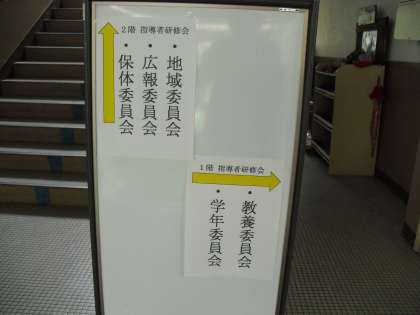 2階 指導者研修会
・地域委員会
・広報委員会
・保体委員会
1階 指導者研修会
・教養委員会
・学年委員会